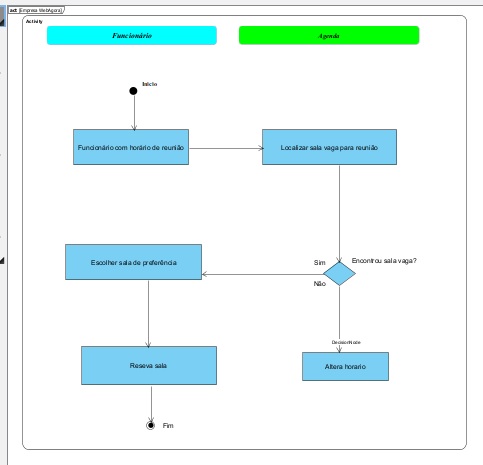 act [Empresa WebAgora]
Activity
Funcionário
Agenda
Início
Funcionário com horário de reunião
Localizar sala vaga para reunião
Sim
Encontrou sala vaga?
Escolher sala de preferência
Não
DecisionNode
Reseva sala
Altera horario
Fim